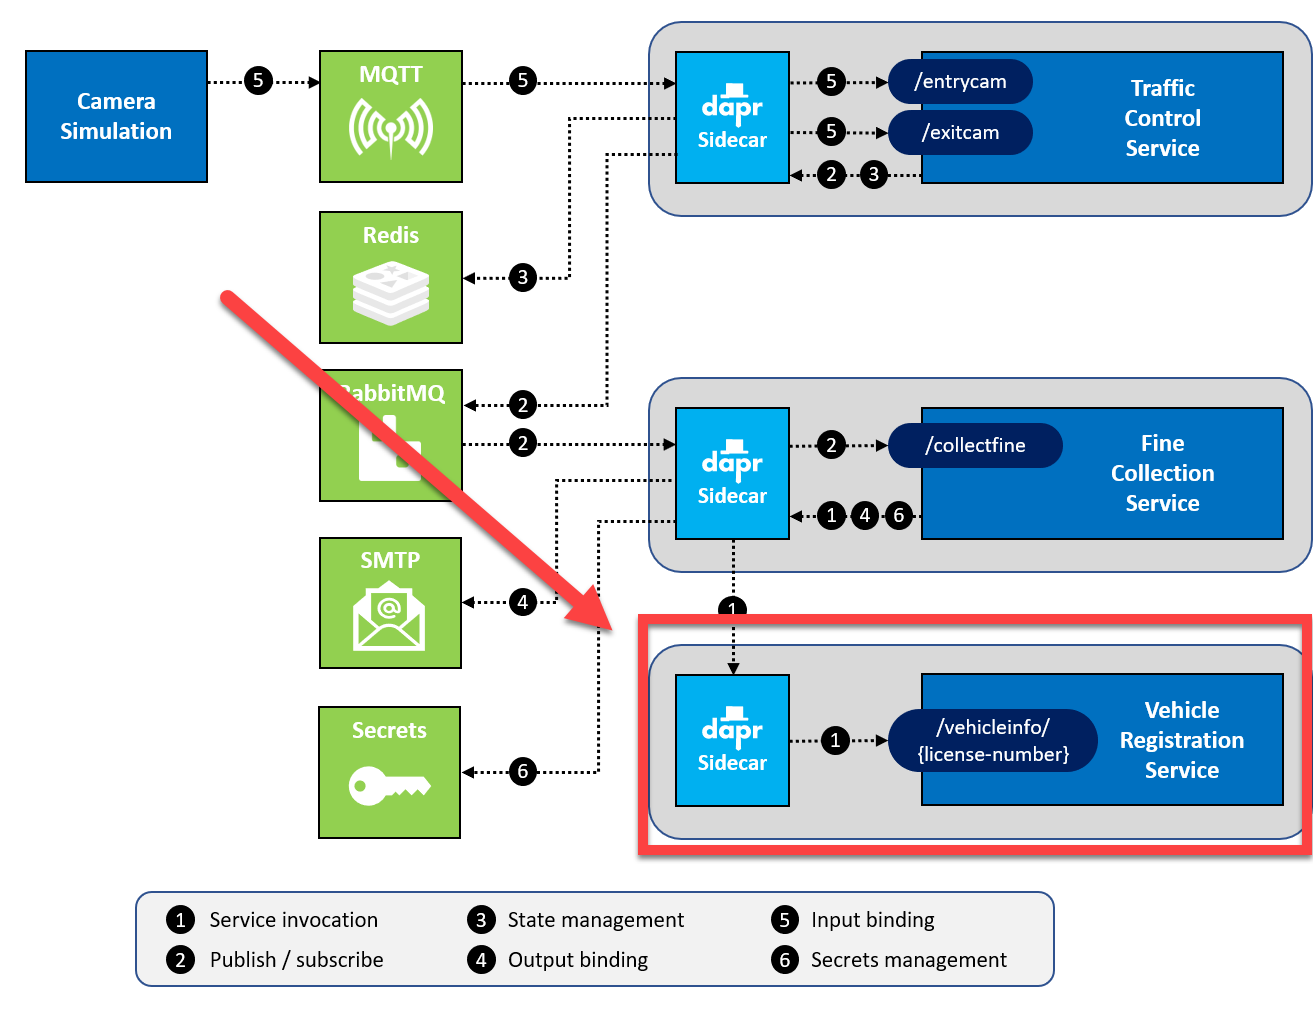 Camera
Simulation
5
MQTT
5
dapr
Sidecar
5
/entrycam
5
/exitcam
2 3
Traffic
Control
Service
Redis
3
RabbitMQ
2
2
dapr
Sidecar
2
/collectfine
1 4 6
Fine
Collection
Service
SMTP
@
4
1
Secrets
6
dapr
Sidecar
1
/vehicleinfo/
{license-number}
Vehicle
Registration
Service
1 Service invocation
3 State management
5 Input binding
2 Publish / subscribe
4 Output binding
6 Secrets management